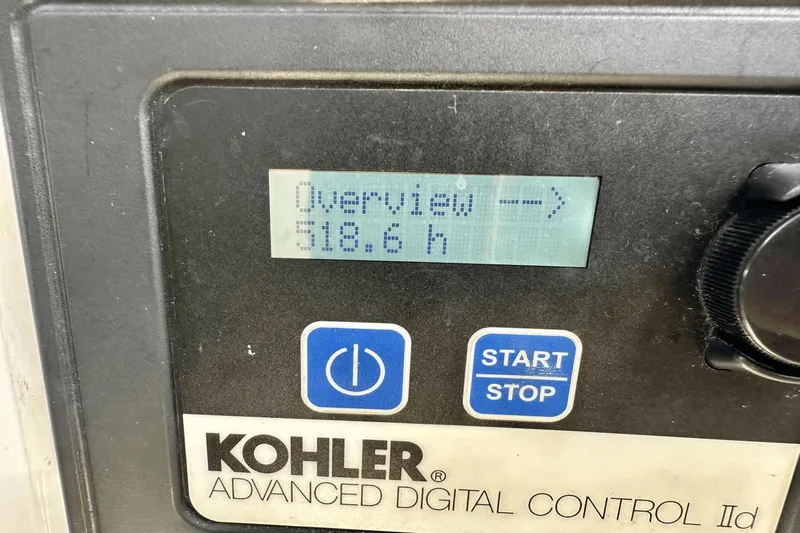 Overview -->
518.6 h
START
STOP
KOHLER®
ADVANCED DIGITAL CONTROL IId